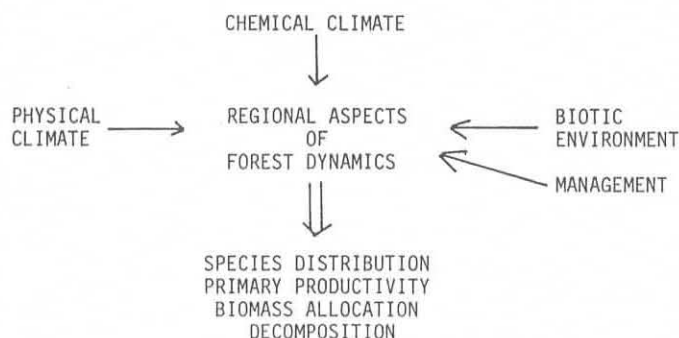 CHEMICAL CLIMATE
PHYSICAL
CLIMATE
REGIONAL ASPECTS
OF
FOREST DYNAMICS
BIOTIC
ENVIRONMENT
MANAGEMENT
SPECIES DISTRIBUTION
PRIMARY PRODUCTIVITY
BIOMASS ALLOCATION
DECOMPOSITION